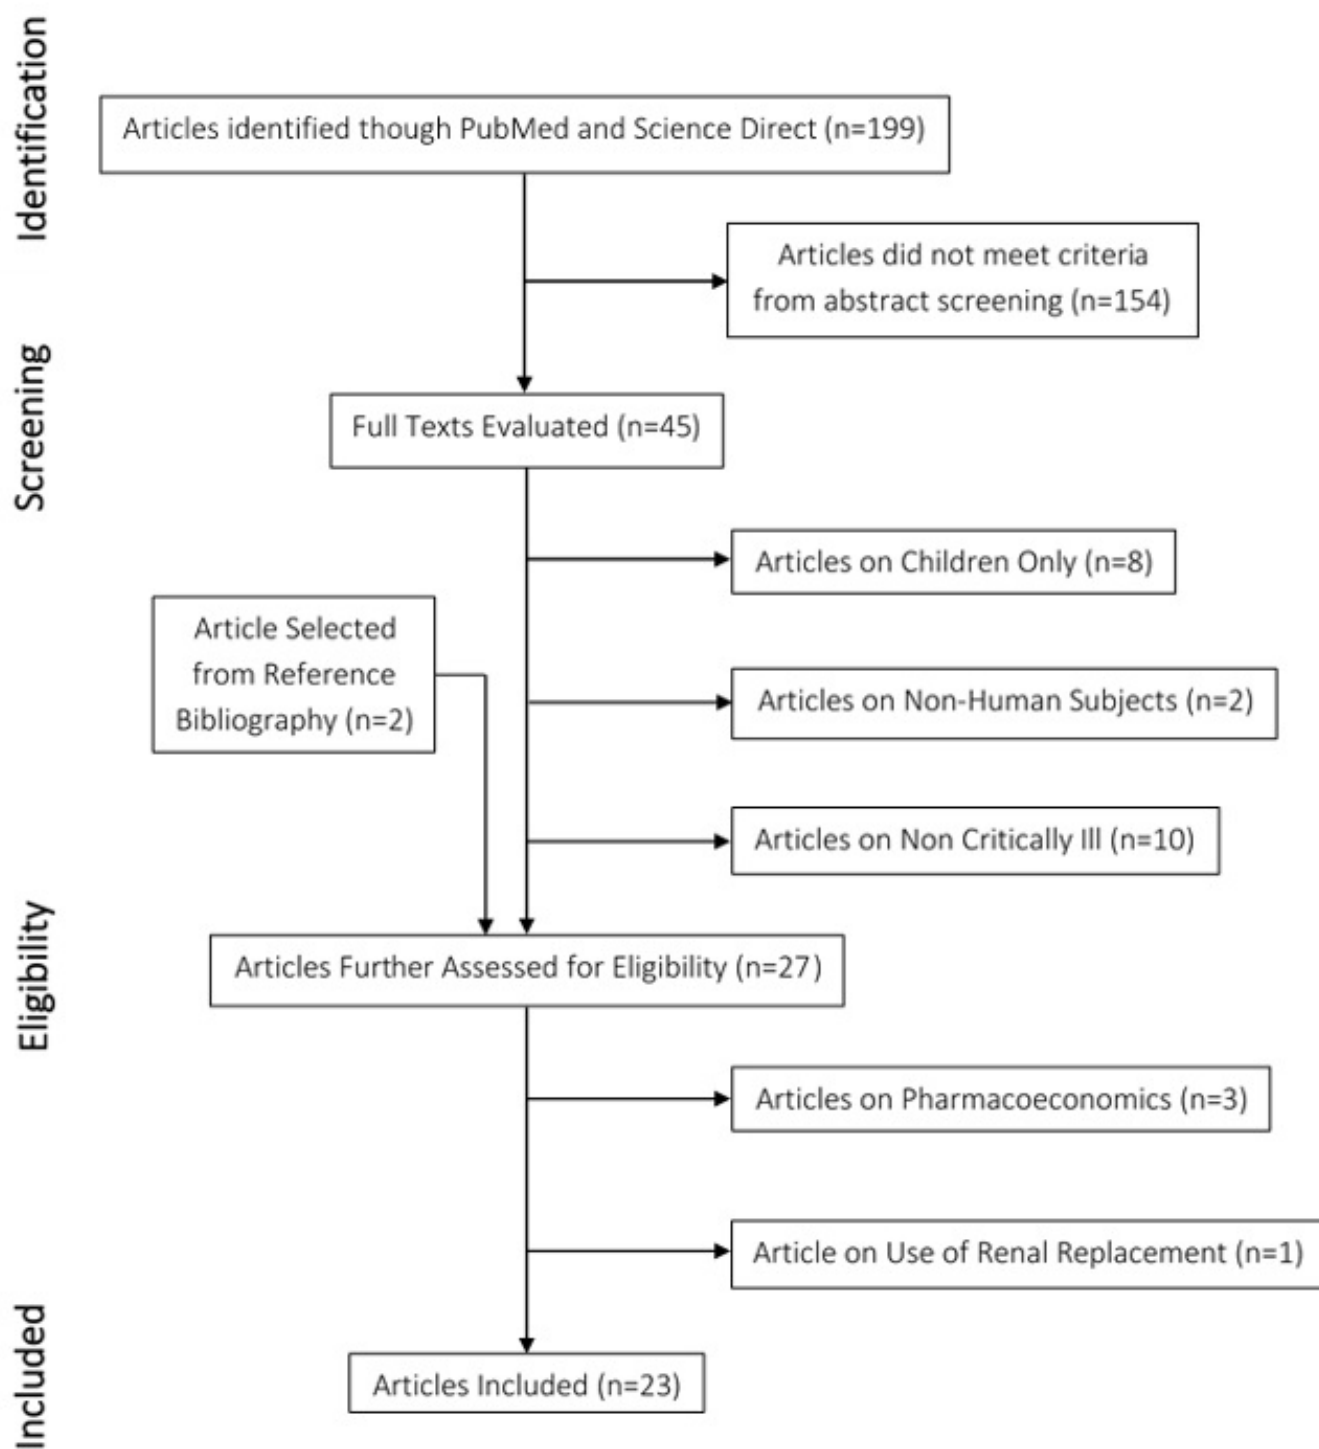 Identification
Articles identified though PubMed and Science Direct (n=199)
Articles did not meet criteria
from abstract screening (n=154)
Screening
Full Texts Evaluated (n=45)
Articles on Children Only (n=8)
Article Selected
from Reference
Bibliography (n=2)
Articles on Non-Human Subjects (n=2)
Articles on Non Critically Ill (n=10)
Eligibility
Articles Further Assessed for Eligibility (n=27)
Articles on Pharmacoeconomics (n=3)
Article on Use of Renal Replacement (n=1)
Included
Articles Included (n=23)